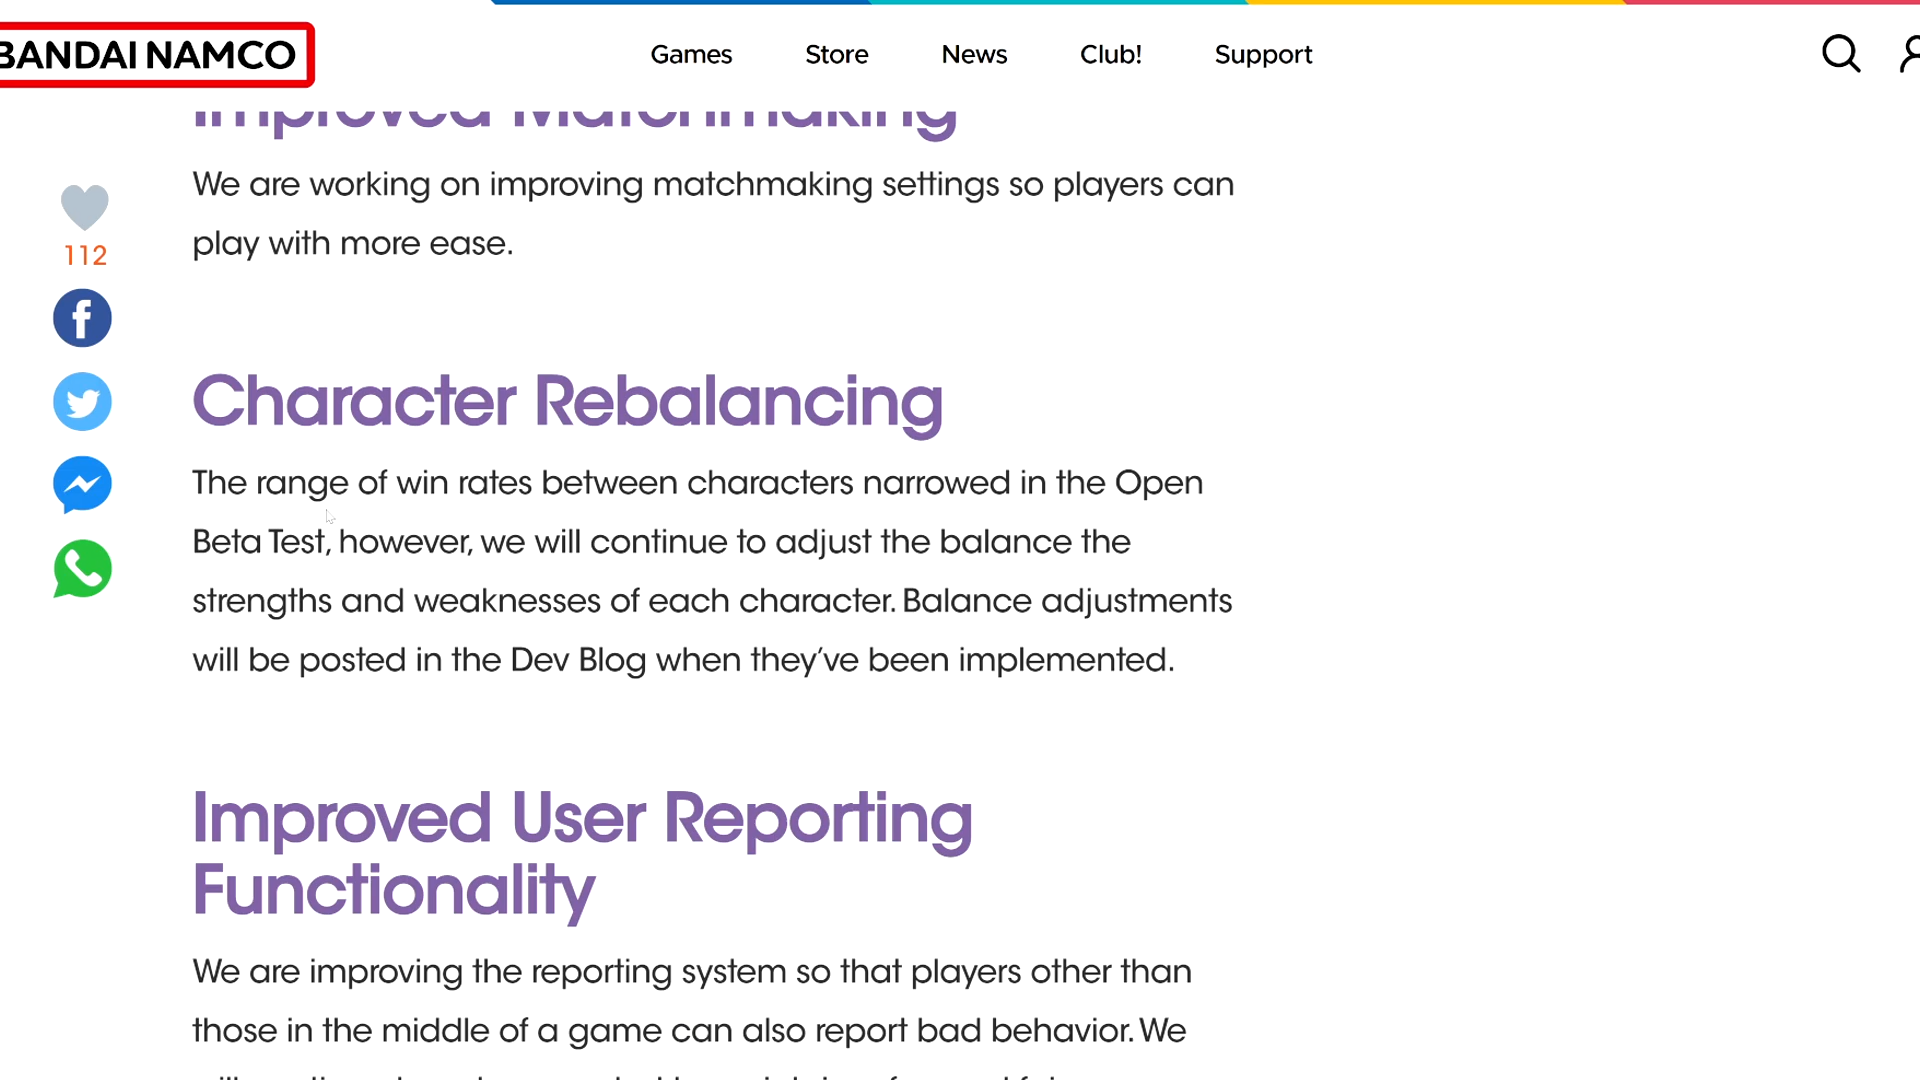 BANDAI NAMCO
Games Store News Club! Support
Improved Matchmaking
We are working on improving matchmaking settings so players can
play with more ease.
112
Character Rebalancing
The range of win rates between characters narrowed in the Open
Beta Test, however, we will continue to adjust the balance the
strengths and weaknesses of each character. Balance adjustments
will be posted in the Dev Blog when they’ve been implemented.
Improved User Reporting
Functionality
We are improving the reporting system so that players other than
those in the middle of a game can also report bad behavior. We